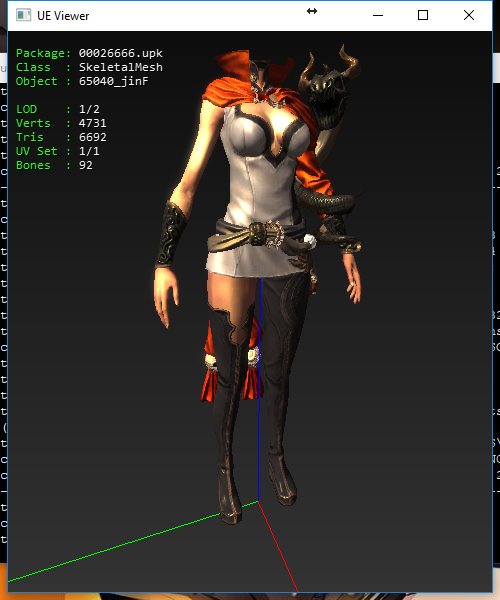 UE Viewer
Package: 00026666.upk
Class : SkeletalMesh
Object : 65040_jinF
LOD : 1/2
Verts : 4731
Tris : 6692
UV Set : 1/1
Bones : 92